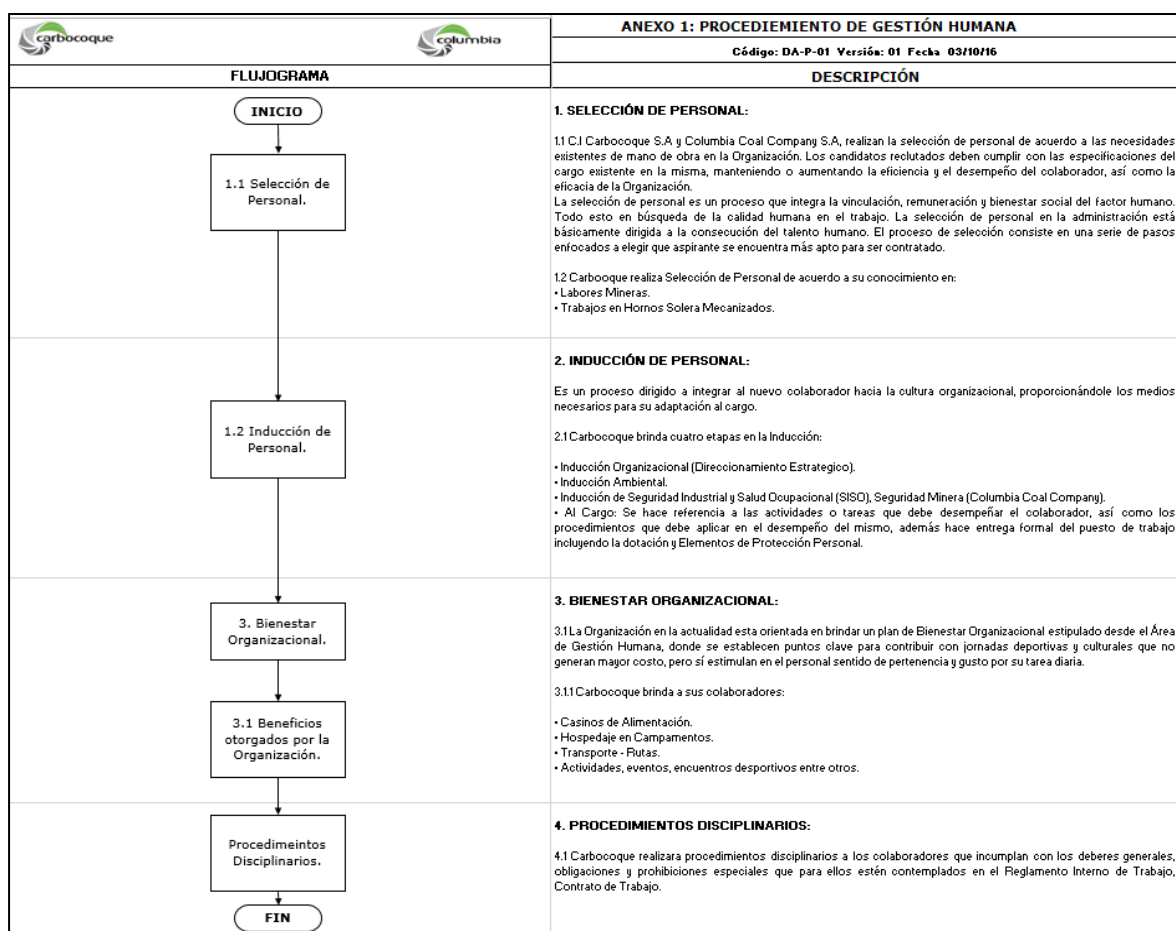 carbocoque
columbia
ANEXO 1: PROCEDIEMIENTO DE GESTIÓN HUMANA
Código: DA-P-01 Versión: 01 Fecha 03/10/16
FLUJOGRAMA
DESCRIPCIÓN
INICIO
1.1 Selección de
Personal.
1. SELECCIÓN DE PERSONAL:
1.1 C.I Carbocoque S.A y Columbia Coal Company S.A, realizan la selección de personal de acuerdo a las necesidades
existentes de mano de obra en la Organización. Los candidatos reclutados deben cumplir con las especificaciones del
cargo existente en la misma, manteniendo o aumentando la eficiencia y el desempeño del colaborador, así como la
eficacia de la Organización.
La selección de personal es un proceso que integra la vinculación, remuneración y bienestar social del factor humano.
Todo esto en búsqueda de la calidad humana en el trabajo. La selección de personal en la administración está
básicamente dirigida a la consecución del talento humano. El proceso de selección consiste en una serie de pasos
enfocados a elegir que aspirante se encuentra más apto para ser contratado.
1.2 Carbooque realiza Selección de Personal de acuerdo a su conocimiento en:
• Labores Mineras.
• Trabajos en Hornos Solera Mecanizados.
1.2 Inducción de
Personal.
2. INDUCCIÓN DE PERSONAL:
Es un proceso dirigido a integrar al nuevo colaborador hacia la cultura organizacional, proporcionándole los medios
necesarios para su adaptación al cargo.
2.1 Carbocoque brinda cuatro etapas en la Inducción:
• Inducción Organizacional (Direccionamiento Estrategico).
• Inducción Ambiental.
• Inducción de Seguridad Industrial y Salud Ocupacional (SISO), Seguridad Minera (Columbia Coal Company).
• Al Cargo: Se hace referencia a las actividades o tareas que debe desempeñar el colaborador, así como los
procedimientos que debe aplicar en el desempeño del mismo, además hace entrega formal del puesto de trabajo
incluyendo la dotación y Elementos de Protección Personal.
3. Bienestar
Organizacional.
3.1 Beneficios
otorgados por la
Organización.
3. BIENESTAR ORGANIZACIONAL:
3.1 La Organización en la actualidad esta orientada en brindar un plan de Bienestar Organizacional estipulado desde el Área
de Gestión Humana, donde se establecen puntos clave para contribuir con jornadas deportivas y culturales que no
generan mayor costo, pero sí estimulan en el personal sentido de pertenencia y gusto por su tarea diaria.
3.1.1 Carbocoque brinda a sus colaboradores:
• Casinos de Alimentación.
• Hospedaje en Campamentos.
• Transporte - Rutas.
• Actividades, eventos, encuentros desportivos entre otros.
Procedimeintos
Disciplinarios.
FIN
4. PROCEDIMIENTOS DISCIPLINARIOS:
4.1 Carbocoque realizara procedimientos disciplinarios a los colaboradores que incumplan con los deberes generales,
obligaciones y prohibiciones especiales que para ellos estén contemplados en el Reglamento Interno de Trabajo,
Contrato de Trabajo.